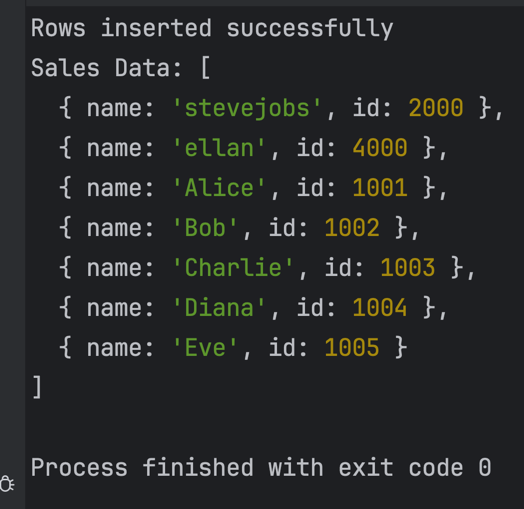 Rows inserted successfully
Sales Data: [
  { name: 'stevejobs', id: 2000 },
  { name: 'ellan', id: 4000 },
  { name: 'Alice', id: 1001 },
  { name: 'Bob', id: 1002 },
  { name: 'Charlie', id: 1003 },
  { name: 'Diana', id: 1004 },
  { name: 'Eve', id: 1005 }
]
Process finished with exit code 0